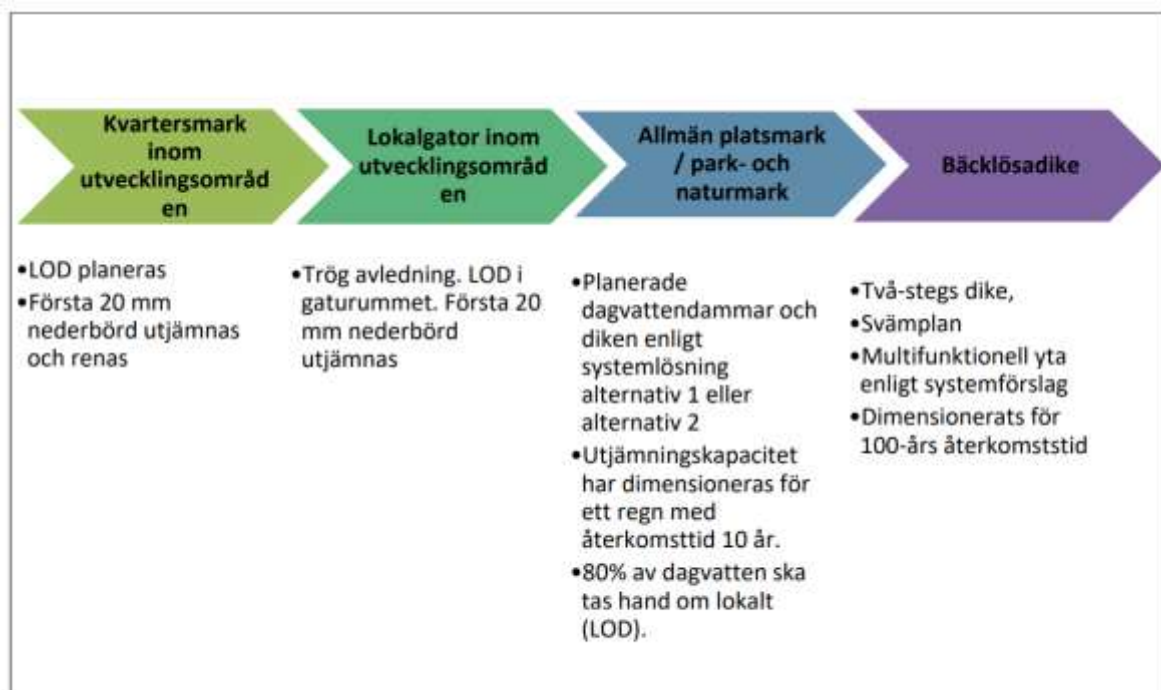 Kvartersmark
inom
utvecklingsområd
en
•LOD planeras
•Första 20 mm
nederbörd utjämnas
och renas
Lokalgator inom
utvecklingsområd
en
•Trög avledning. LOD i
gaturummet. Första 20
mm nederbörd
utjämnas
Allmän platsmark
/ park- och
naturmark
•Planerade
dagvattendammar och
diken enligt
systemlösning
alternativ 1 eller
alternativ 2
•Utjämningskapacitet
har dimensioneras för
ett regn med
återkomsttid 10 år.
•80% av dagvatten ska
tas hand om lokalt
(LOD).
Bäcklösadike
•Två-stegs dike,
•Svämplan
•Multifunktionell yta
enligt systemförslag
•Dimensionerats för
100-års återkomststid